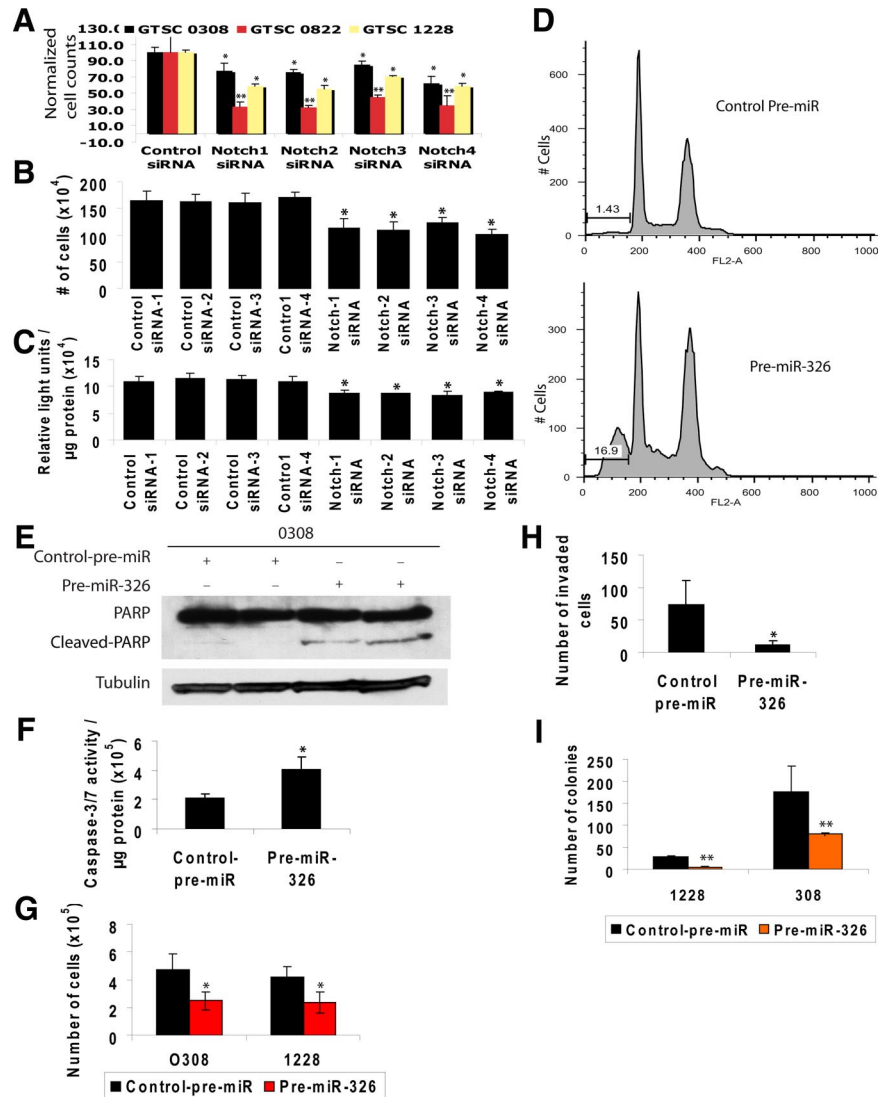 A
GTSC 0308 GTSC 0822 GTSC 1228
Normalized
cell counts
130.0
110.0
90.0
70.0
50.0
30.0
10.0
-10.0
* ** * * ** * * ** * * ** *
Control
siRNA
Notch1
siRNA
Notch2
siRNA
Notch3
siRNA
Notch4
siRNA
B
# of cells (x10⁴)
200
150
100
50
0
* * * *
Control
siRNA-1
Control
siRNA-2
Control
siRNA-3
Contro1
siRNA-4
Notch-1
siRNA
Notch-2
siRNA
Notch-3
siRNA
Notch-4
siRNA
C
Relative light units /
µg protein (x10⁴)
15
10
5
0
* * * *
Control
siRNA-1
Control
siRNA-2
Control
siRNA-3
Contro1
siRNA-4
Notch-1
siRNA
Notch-2
siRNA
Notch-3
siRNA
Notch-4
siRNA
D
Control Pre-miR
# Cells
600
400
200
0
1.43
0 200 400 600 800 1000
FL2-A
Pre-miR-326
# Cells
300
200
100
0
16.9
0 200 400 600 800 1000
FL2-A
E
0308
Control-pre-miR + + – –
Pre-miR-326 – – + +
PARP
Cleaved-PARP
Tubulin
F
Caspase-3/7 activity /
µg protein (x10⁵)
6
4
2
0
*
Control-
pre-miR
Pre-miR-
326
G
Number of cells (x10⁵)
8
6
4
2
0
* *
O308 1228
Control-pre-miR Pre-miR-326
H
Number of invaded
cells
150
100
50
0
*
Control
pre-miR
Pre-miR-
326
I
Number of colonies
250
200
150
100
50
0
** **
1228 308
Control-pre-miR Pre-miR-326